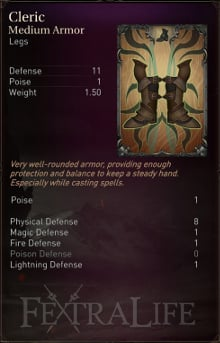 Cleric
Medium Armor
Legs
Defense 11
Poise 1
Weight 1.50
Very well-rounded armor, providing enough
protection and balance to keep a steady hand.
Especially while casting spells.
Poise 1
Physical Defense 8
Magic Defense 1
Fire Defense 1
Poison Defense 0
Lightning Defense 1
FEXTRALIFE